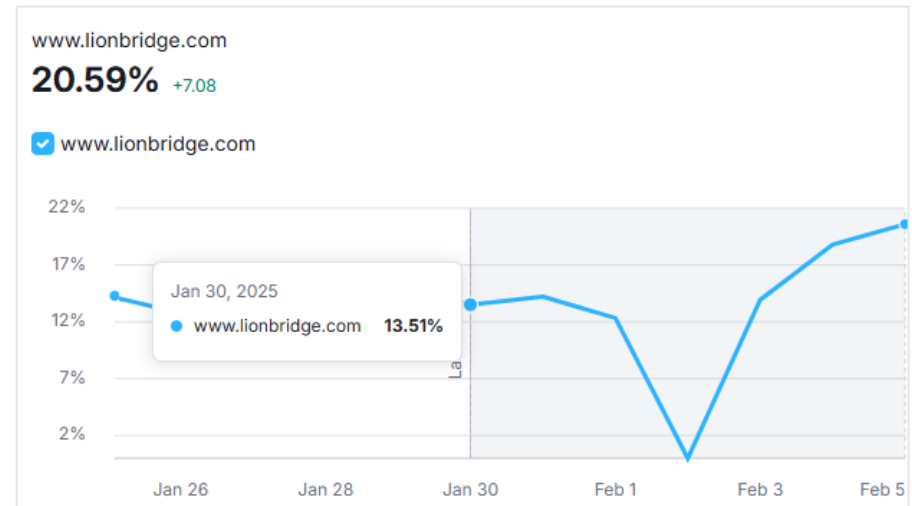 www.lionbridge.com
20.59% +7.08
www.lionbridge.com
22%
17%
Jan 30, 2025
www.lionbridge.com 13.51%
12%
7%
La
2%
Jan 26 Jan 28 Jan 30 Feb 1 Feb 3 Feb 5